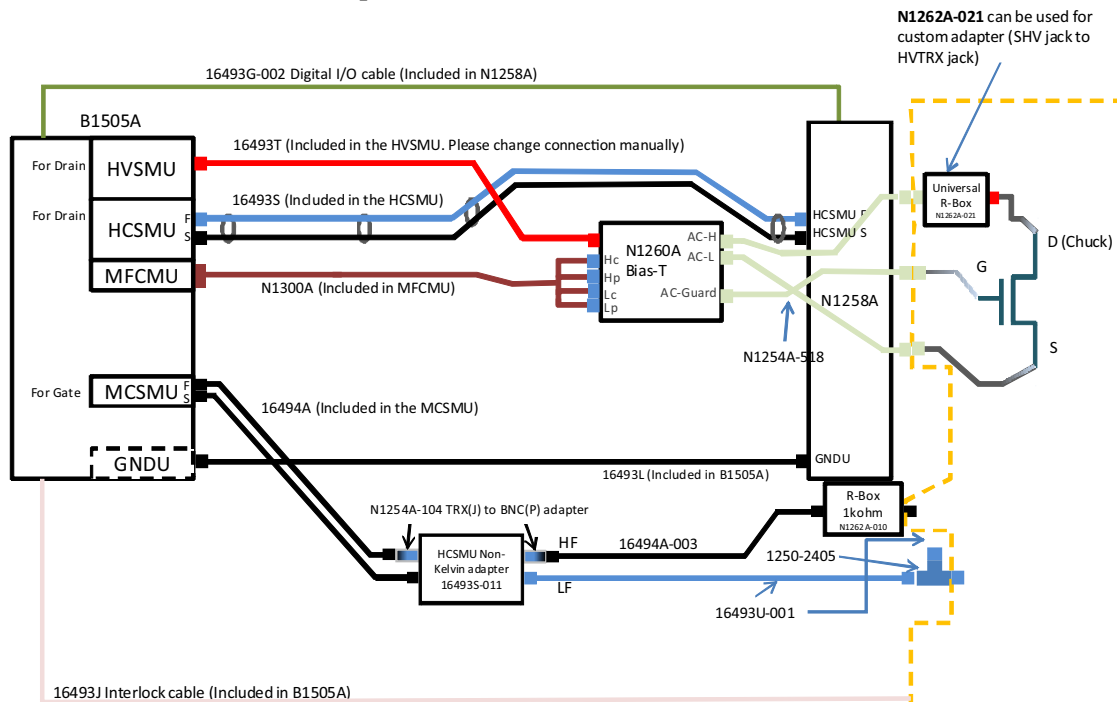 N1262A-021 can be used for
custom adapter (SHV jack to
HVTRX jack)
16493G-002 Digital I/O cable (Included in N1258A)
B1505A
16493T (Included in the HVSMU. Please change connection manually)
For Drain
HVSMU
16493S (Included in the HCSMU)
For Drain
HCSMU
F
S
MFCMU
N1300A (Included in MFCMU)
Hc
Hp
Lc
Lp
N1260A
Bias-T
AC-H
AC-L
AC-Guard
HCSMU F
HCSMU S
N1258A
N1254A-518
Universal
R-Box
N1262A-021
D (Chuck)
G
S
For Gate
MCSMU
F
S
16494A (Included in the MCSMU)
GNDU
GNDU
16493L (Included in B1505A)
N1254A-104 TRX(J) to BNC(P) adapter
R-Box
1kohm
N1262A-010
HCSMU Non-
Kelvin adapter
16493S-011
HF
16494A-003
LF
1250-2405
16493U-001
16493J Interlock cable (Included in B1505A)